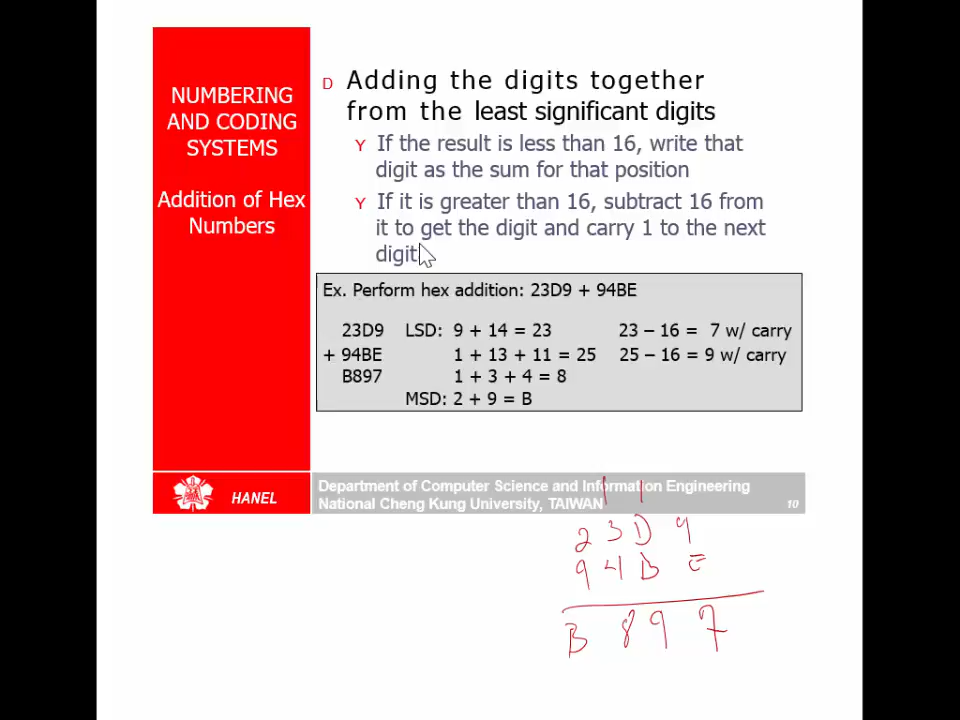 NUMBERING
AND CODING
SYSTEMS
Addition of Hex
Numbers
D Adding the digits together
from the least significant digits
Y If the result is less than 16, write that
digit as the sum for that position
Y If it is greater than 16, subtract 16 from
it to get the digit and carry 1 to the next
digit
Ex. Perform hex addition: 23D9 + 94BE
23D9 LSD: 9 + 14 = 23 23 – 16 = 7 w/ carry
+ 94BE 1 + 13 + 11 = 25 25 – 16 = 9 w/ carry
B897 1 + 3 + 4 = 8
MSD: 2 + 9 = B
HANEL
Department of Computer Science and Information Engineering
National Cheng Kung University, TAIWAN 10
1 1
2 3 D 9
9 4 B E
B 8 9 7